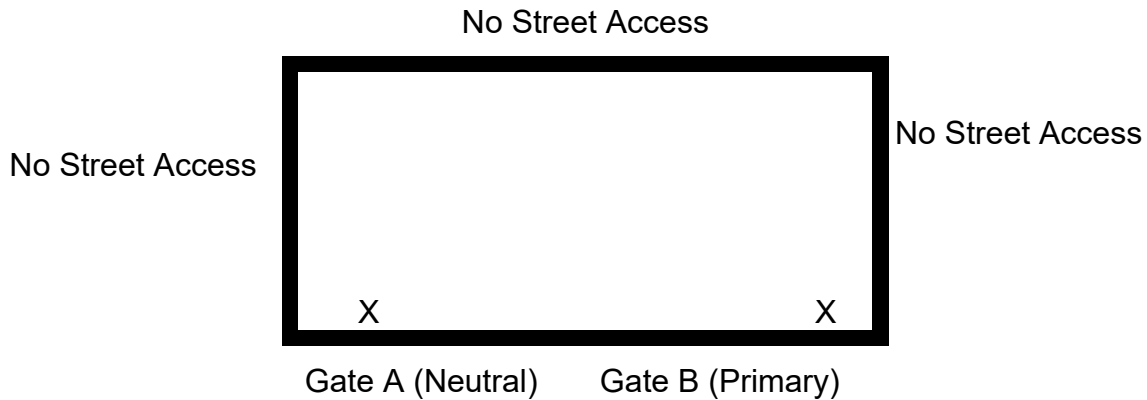 No Street Access
No Street Access
No Street Access
X
X
Gate A (Neutral)
Gate B (Primary)